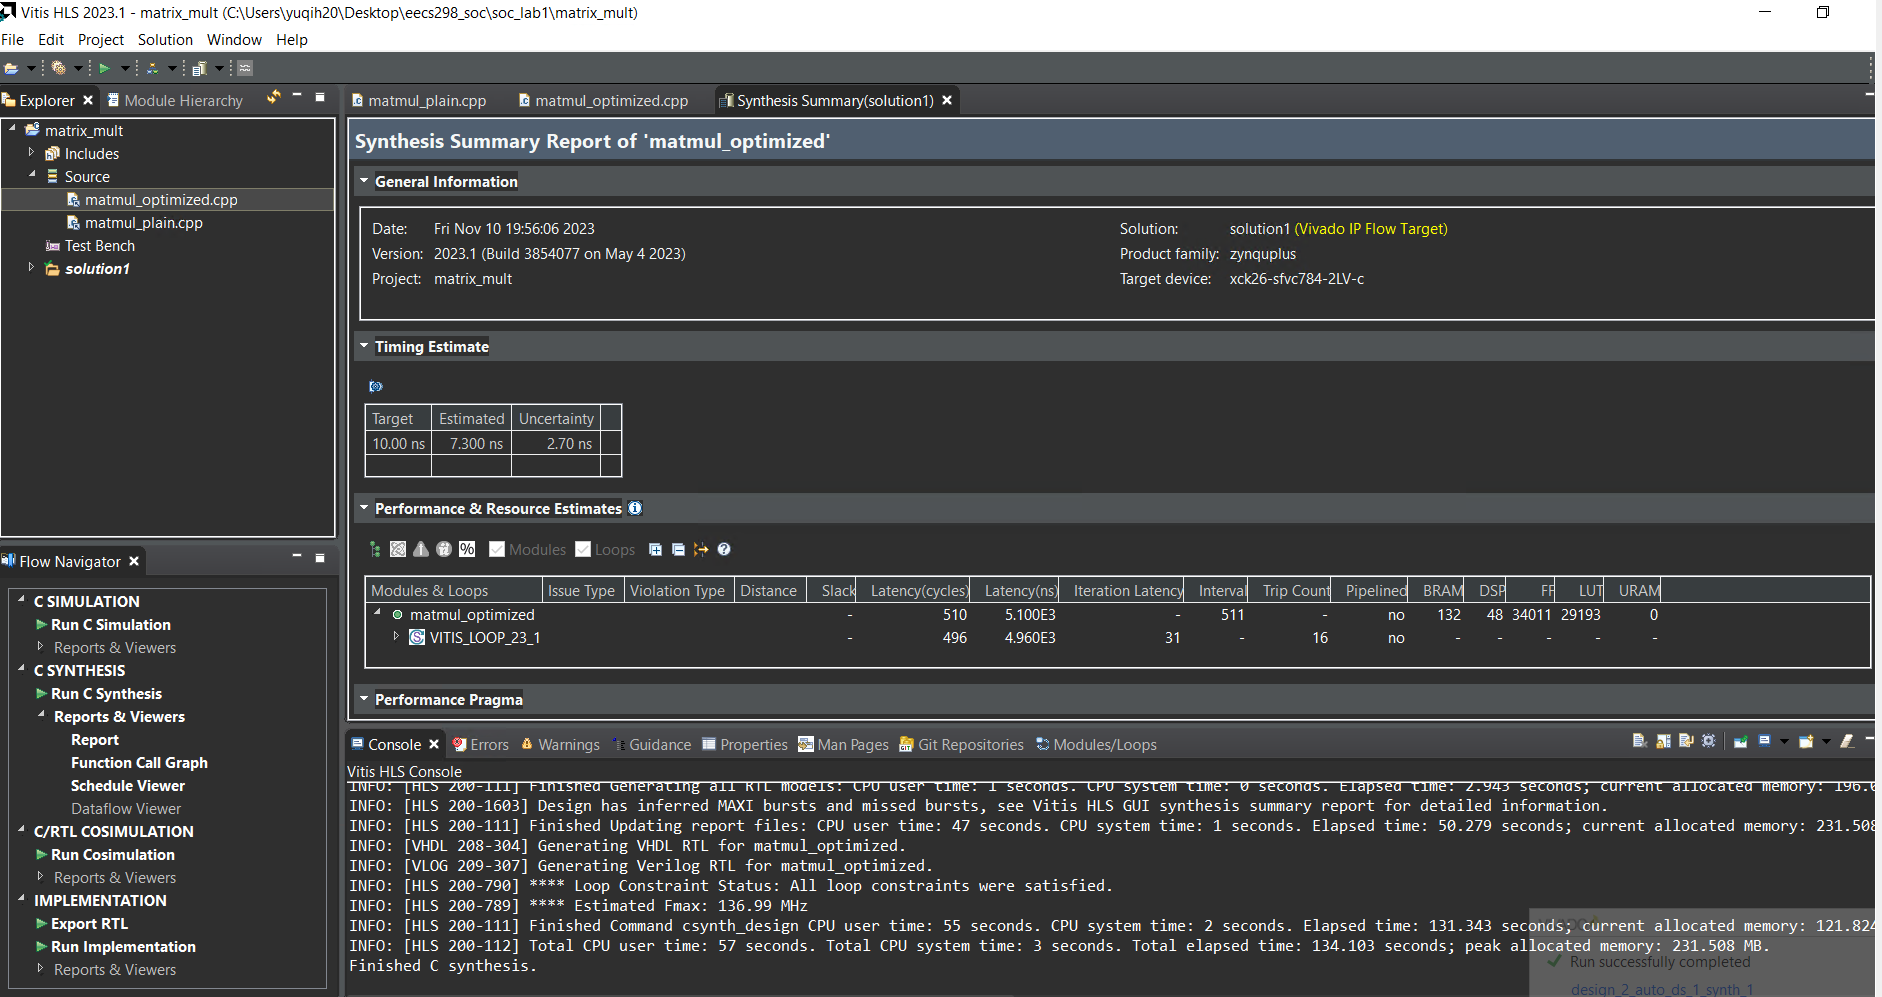 Vitis HLS 2023.1 - matrix_mult (C:\Users\yuqih20\Desktop\eecs298_soc\soc_lab1\matrix_mult)
File Edit Project Solution Window Help
Explorer Module Hierarchy
matrix_mult
Includes
Source
matmul_optimized.cpp
matmul_plain.cpp
Test Bench
solution1
Flow Navigator
C SIMULATION
Run C Simulation
Reports & Viewers
C SYNTHESIS
Run C Synthesis
Reports & Viewers
Report
Function Call Graph
Schedule Viewer
Dataflow Viewer
C/RTL COSIMULATION
Run Cosimulation
Reports & Viewers
IMPLEMENTATION
Export RTL
Run Implementation
Reports & Viewers
matmul_plain.cpp matmul_optimized.cpp Synthesis Summary(solution1)
Synthesis Summary Report of 'matmul_optimized'
General Information
Date: Fri Nov 10 19:56:06 2023 Solution: solution1 (Vivado IP Flow Target)
Version: 2023.1 (Build 3854077 on May 4 2023) Product family: zynquplus
Project: matrix_mult Target device: xck26-sfvc784-2LV-c
Timing Estimate
Target Estimated Uncertainty
10.00 ns 7.300 ns 2.70 ns
Performance & Resource Estimates
% Modules Loops
Modules & Loops Issue Type Violation Type Distance Slack Latency(cycles) Latency(ns) Iteration Latency Interval Trip Count Pipelined BRAM DSP FF LUT URAM
matmul_optimized - 510 5.100E3 - 511 - no 132 48 34011 29193 0
VITIS_LOOP_23_1 - 496 4.960E3 31 - 16 no - - - - -
Performance Pragma
Console Errors Warnings Guidance Properties Man Pages Git Repositories Modules/Loops
Vitis HLS Console
INFO: [HLS 200-111] Finished Generating all RTL models: CPU user time: 1 seconds. CPU system time: 0 seconds. Elapsed time: 2.943 seconds; current allocated memory: 196.0
INFO: [HLS 200-1603] Design has inferred MAXI bursts and missed bursts, see Vitis HLS GUI synthesis summary report for detailed information.
INFO: [HLS 200-111] Finished Updating report files: CPU user time: 47 seconds. CPU system time: 1 seconds. Elapsed time: 50.279 seconds; current allocated memory: 231.508
INFO: [VHDL 208-304] Generating VHDL RTL for matmul_optimized.
INFO: [VLOG 209-307] Generating Verilog RTL for matmul_optimized.
INFO: [HLS 200-790] **** Loop Constraint Status: All loop constraints were satisfied.
INFO: [HLS 200-789] **** Estimated Fmax: 136.99 MHz
INFO: [HLS 200-111] Finished Command csynth_design CPU user time: 55 seconds. CPU system time: 2 seconds. Elapsed time: 131.343 seconds; current allocated memory: 121.824
INFO: [HLS 200-112] Total CPU user time: 57 seconds. Total CPU system time: 3 seconds. Total elapsed time: 134.103 seconds; peak allocated memory: 231.508 MB.
Finished C synthesis.
Run successfully completed
design_2_auto_ds_1_synth_1